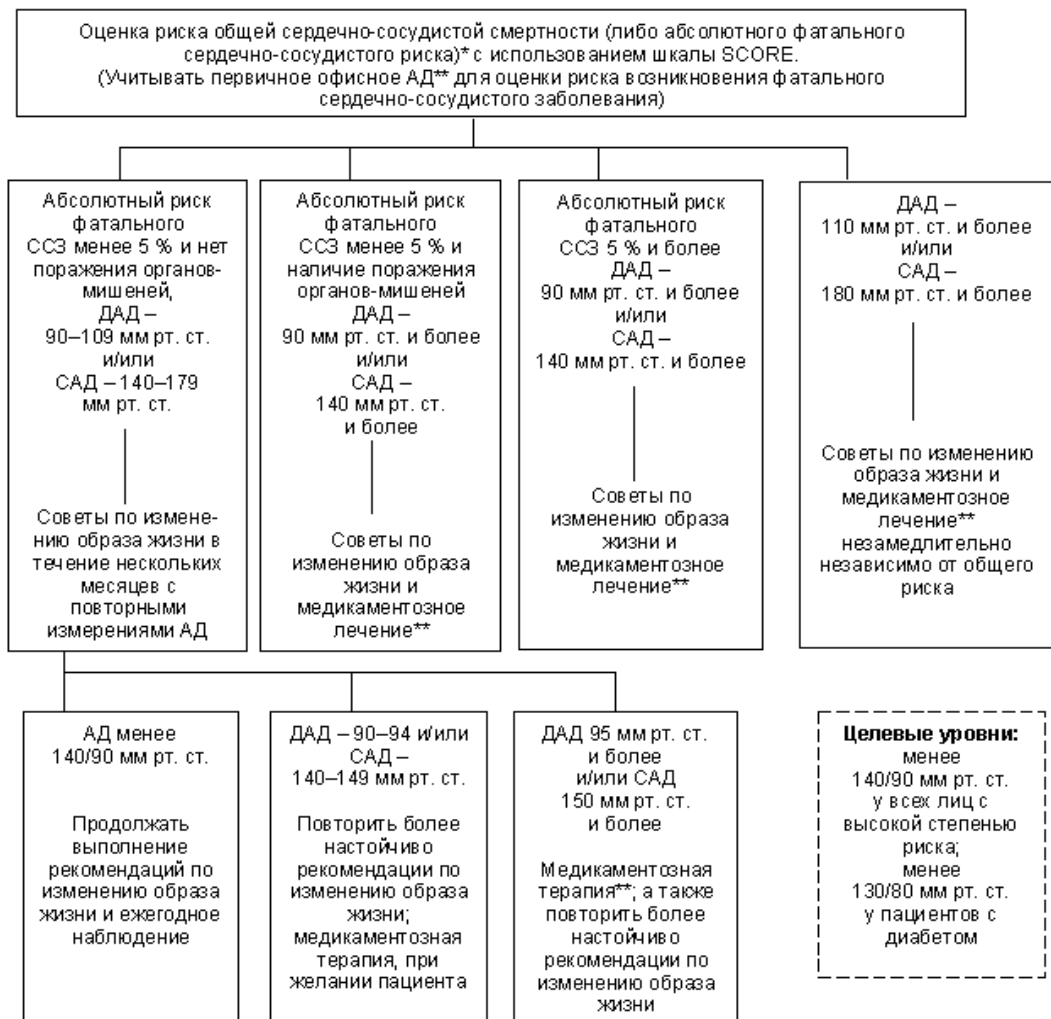 Оценка риска общей сердечно-сосудистой смертности (либо абсолютного фатального
сердечно-сосудистого риска)* с использованием шкалы SCORE.
(Учитывать первичное офисное АД** для оценки риска возникновения фатального
сердечно-сосудистого заболевания)
Абсолютный риск
фатального
ССЗ менее 5 % и нет
поражения органов-
мишеней,
ДАД –
90–109 мм рт. ст.
и/или
САД – 140–179
мм рт. ст.
Советы по измене-
нию образа жизни в
течение нескольких
месяцев с
повторными
измерениями АД
Абсолютный риск
фатального
ССЗ менее 5 % и
наличие поражения
органов-мишеней
ДАД –
90 мм рт. ст. и более
и/или
САД –
140 мм рт. ст.
и более
Советы по
изменению образа
жизни и
медикаментозное
лечение**
Абсолютный риск
фатального
ССЗ 5 % и более
ДАД –
90 мм рт. ст. и более
и/или
САД –
140 мм рт. ст. и более
Советы по
изменению образа
жизни и
медикаментозное
лечение**
ДАД –
110 мм рт. ст. и более
и/или
САД –
180 мм рт. ст. и более
Советы по изменению
образа жизни и
медикаментозное
лечение**
незамедлительно
независимо от общего
риска
АД менее
140/90 мм рт. ст.
Продолжать
выполнение
рекомендаций по
изменению образа
жизни и ежегодное
наблюдение
ДАД – 90–94 и/или
САД –
140–149 мм рт. ст.
Повторить более
настойчиво
рекомендации по
изменению образа
жизни;
медикаментозная
терапия, при
желании пациента
ДАД 95 мм рт. ст.
и более
и/или САД
150 мм рт. ст.
и более
Медикаментозная
терапия**; а также
повторить более
настойчиво
рекомендации по
изменению образа
жизни
Целевые уровни:
менее
140/90 мм рт. ст.
у всех лиц с
высокой степенью
риска;
менее
130/80 мм рт. ст.
у пациентов с
диабетом